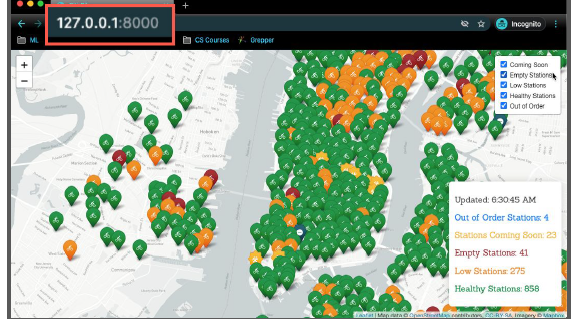 127.0.0.1:8000
Incognito
ML
CS Courses
Grepper
+
−
Coming Soon
Empty Stations
Low Stations
Healthy Stations
Out of Order
Hoboken
Updated: 6:30:45 AM
Out of Order Stations: 4
Stations Coming Soon: 23
Empty Stations: 41
Low Stations: 275
Healthy Stations: 858
Leaflet | Map data © OpenStreetMap contributors, CC-BY-SA, Imagery © Mapbox